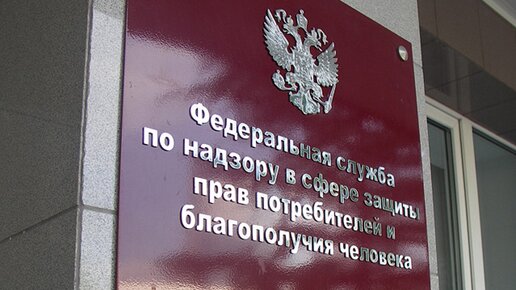 Федеральная служба
по надзору в сфере защиты
прав потребителей и
благополучия человека